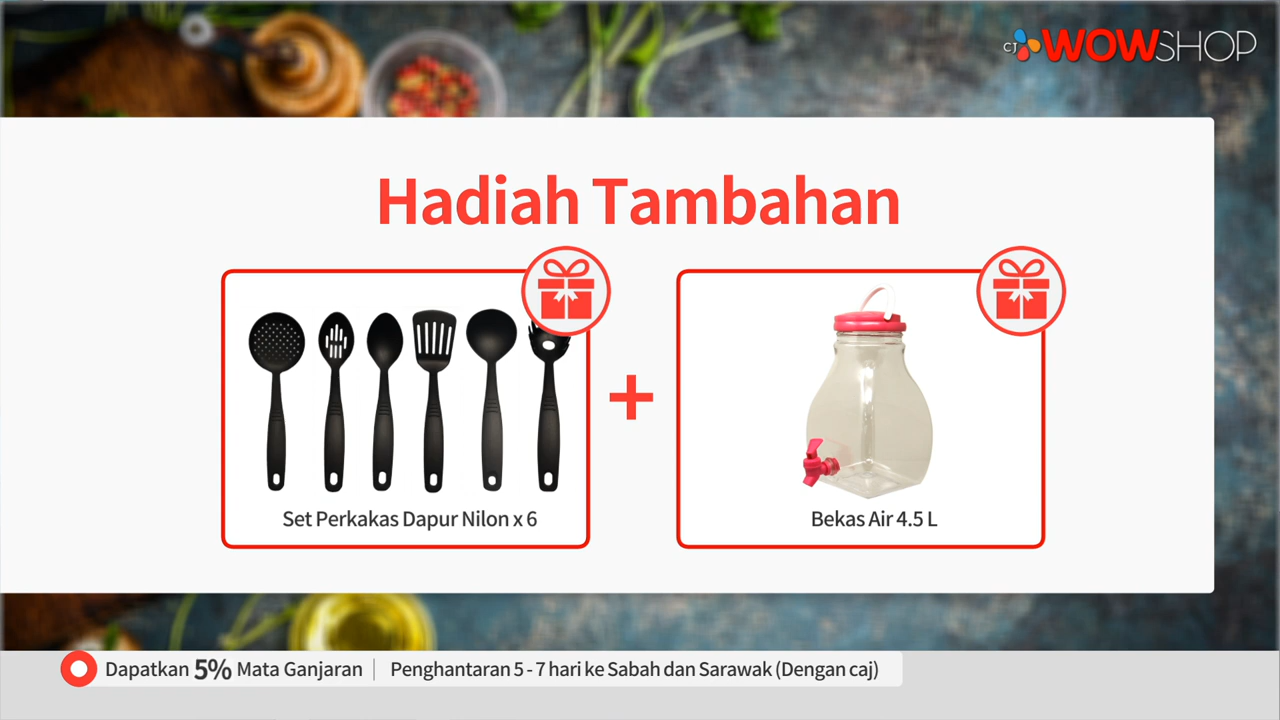 CJ WOWSHOP
Hadiah Tambahan
+
Set Perkakas Dapur Nilon x 6
Bekas Air 4.5 L
Dapatkan 5% Mata Ganjaran | Penghantaran 5 - 7 hari ke Sabah dan Sarawak (Dengan caj)